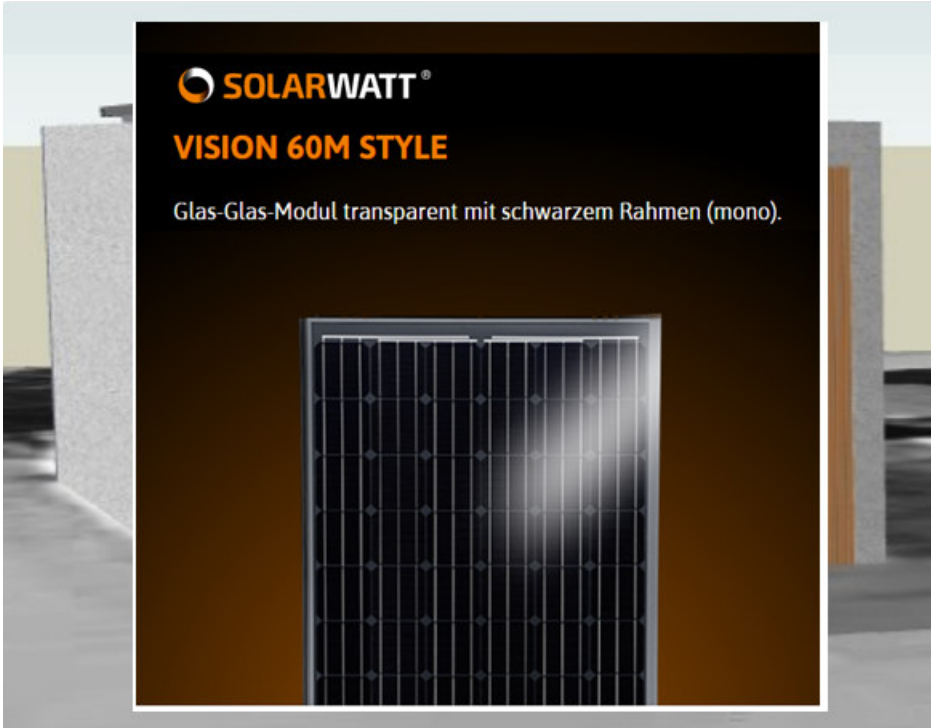 SOLARWATT®
VISION 60M STYLE
Glas-Glas-Modul transparent mit schwarzem Rahmen (mono).